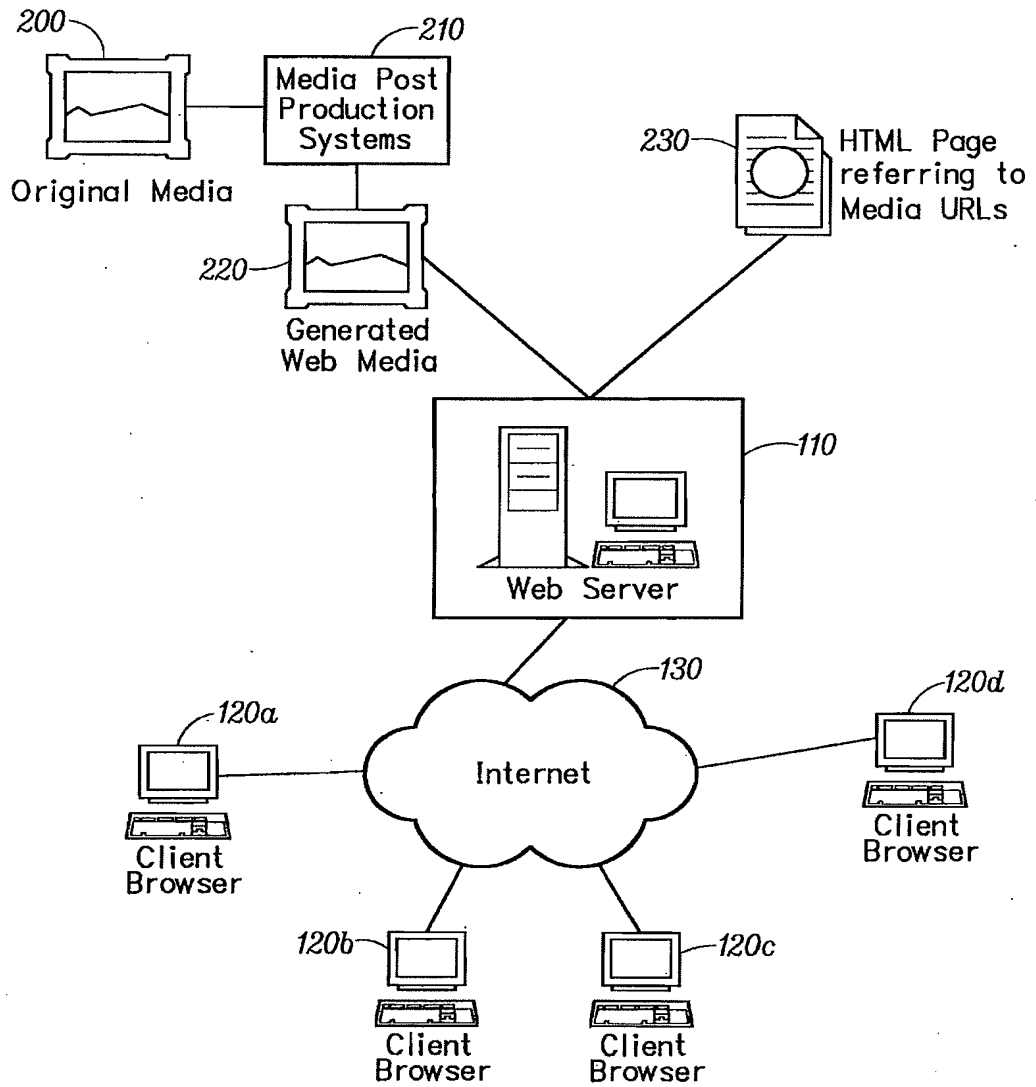 200
210
Media Post
Production
Systems
Original Media
230
HTML Page
referring to
Media URLs
220
Generated
Web Media
110
Web Server
130
Internet
120a
Client
Browser
120d
Client
Browser
120b
Client
Browser
120c
Client
Browser